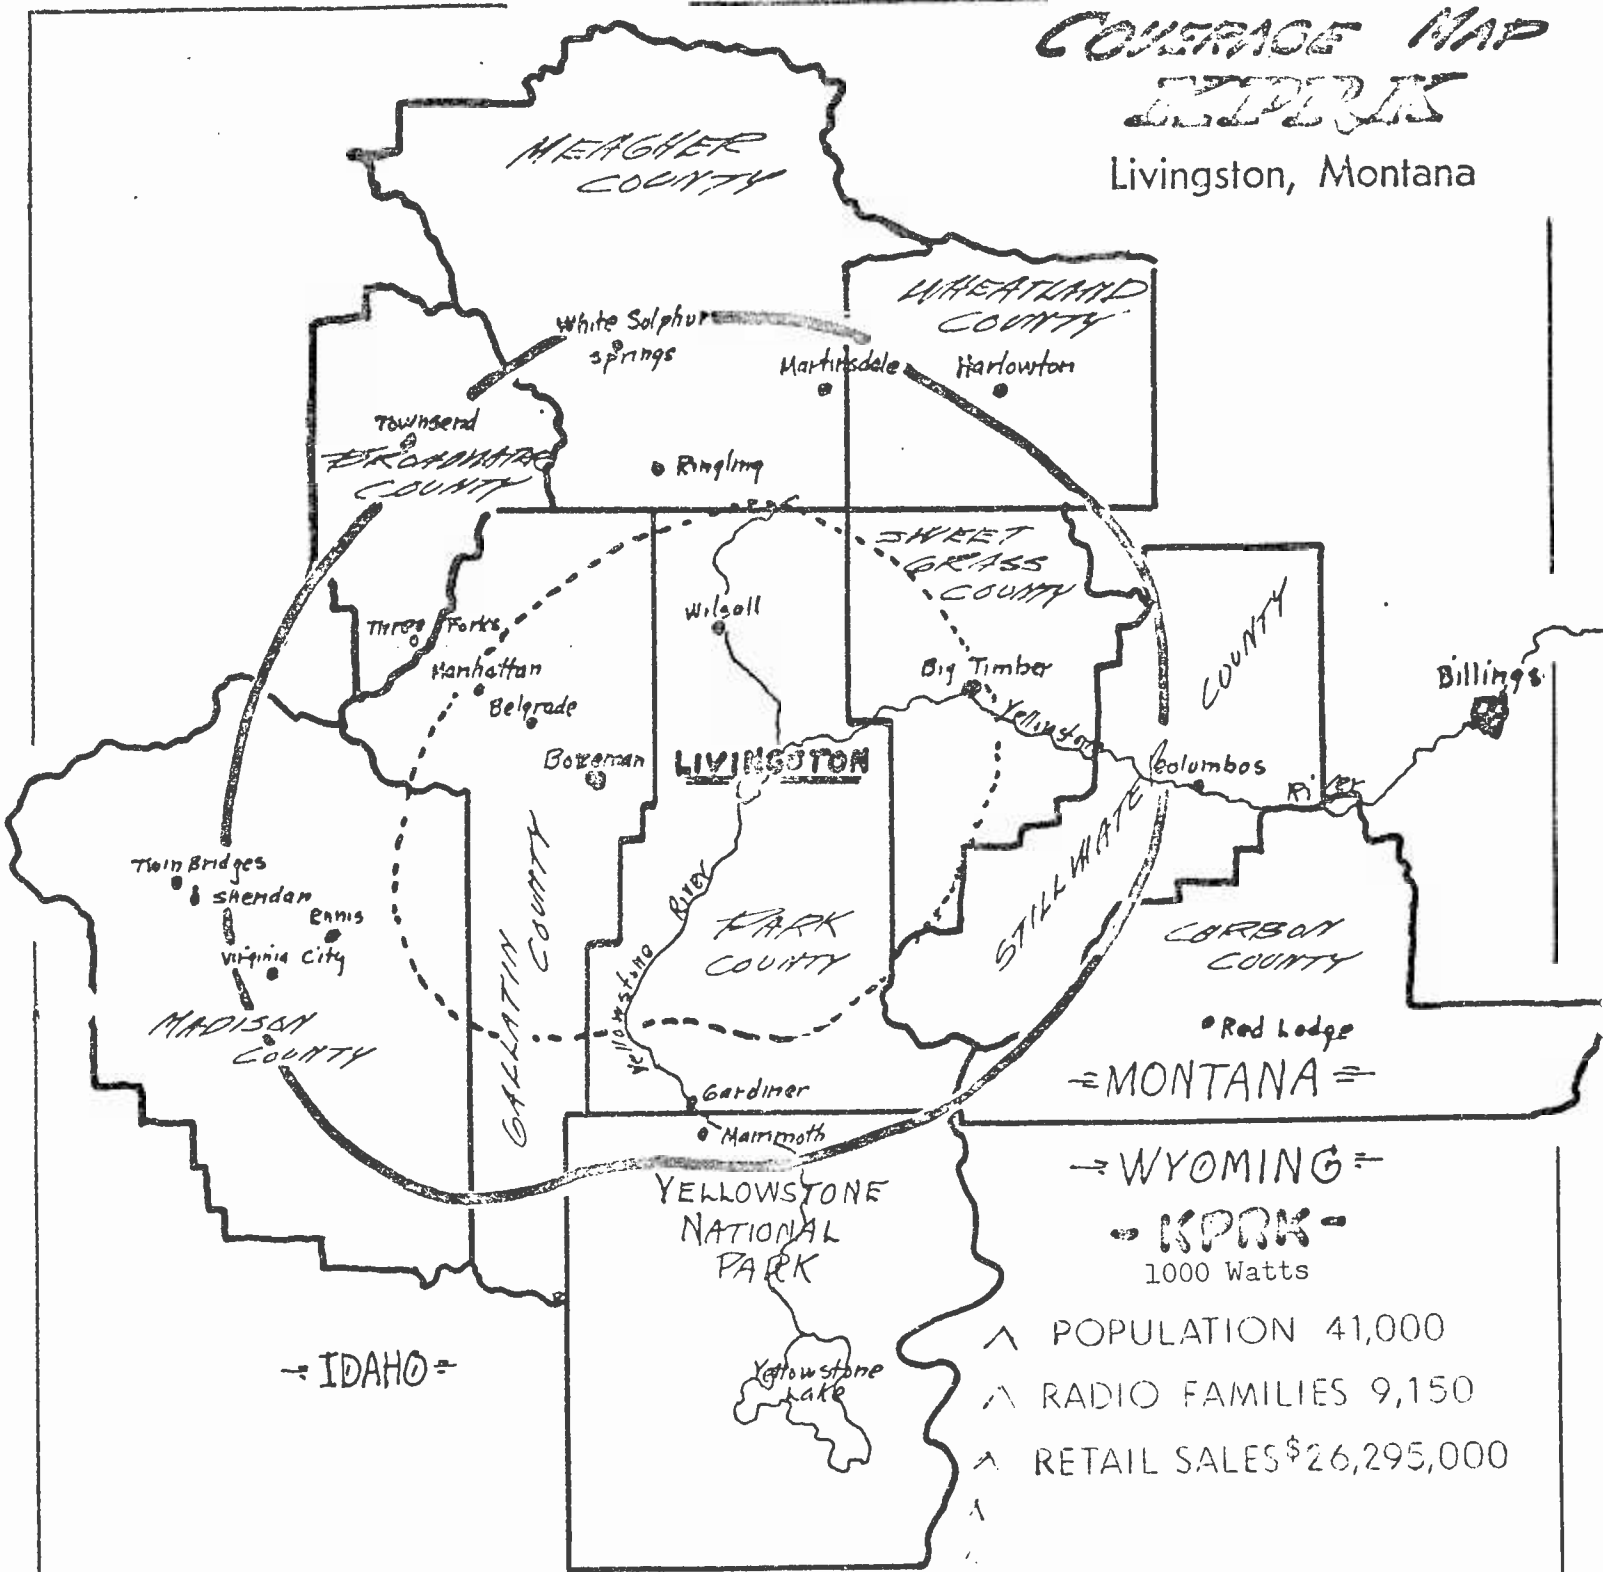 COVERAGE MAP
KPRK
Livingston, Montana
MEAGHER
COUNTY
WHEATLAND
COUNTY
White Solphur
springs
Martinsdale
Harlowton
Townsend
BROADWATER
COUNTY
Ringling
SWEET
GRASS
COUNTY
Three Forks
Wilsall
Manhattan
Belgrade
Big Timber
Yellowstone
COUNTY
Billings
Bozeman
LIVINGSTON
Columbos
River
Twin Bridges
Sheridan
Ennis
Virginia City
GALLATIN
COUNTY
Yellowstone River
PARK
COUNTY
STILLWATE
CARBON
COUNTY
MADISON
COUNTY
Red Lodge
=MONTANA=
Gardiner
Mammoth
WYOMING
YELLOWSTONE
NATIONAL
PARK
- KPRK -
1000 Watts
POPULATION 41,000
IDAHO
Yellowstone
Lake
RADIO FAMILIES 9,150
RETAIL SALES $26,295,000